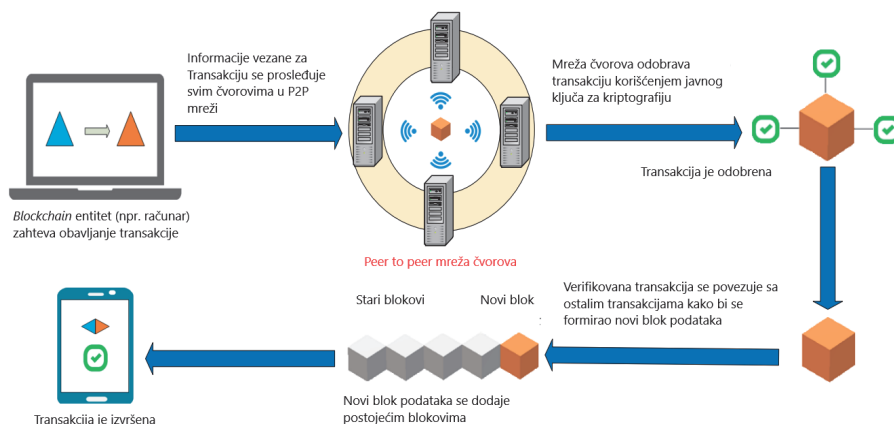 Informacije vezane za
Transakciju se prosleđuje
svim čvorovima u P2P
mreži
Mreža čvorova odobrava
transakciju korišćenjem javnog
ključa za kriptografiju
Transakcija je odobrena
Blockchain entitet (npr. računar)
zahteva obavljanje transakcije
Peer to peer mreža čvorova
Verifikovana transakcija se povezuje sa
ostalim transakcijama kako bi se
formirao novi blok podataka
Stari blokovi
Novi blok
Novi blok podataka se dodaje
postojećim blokovima
Transakcija je izvršena